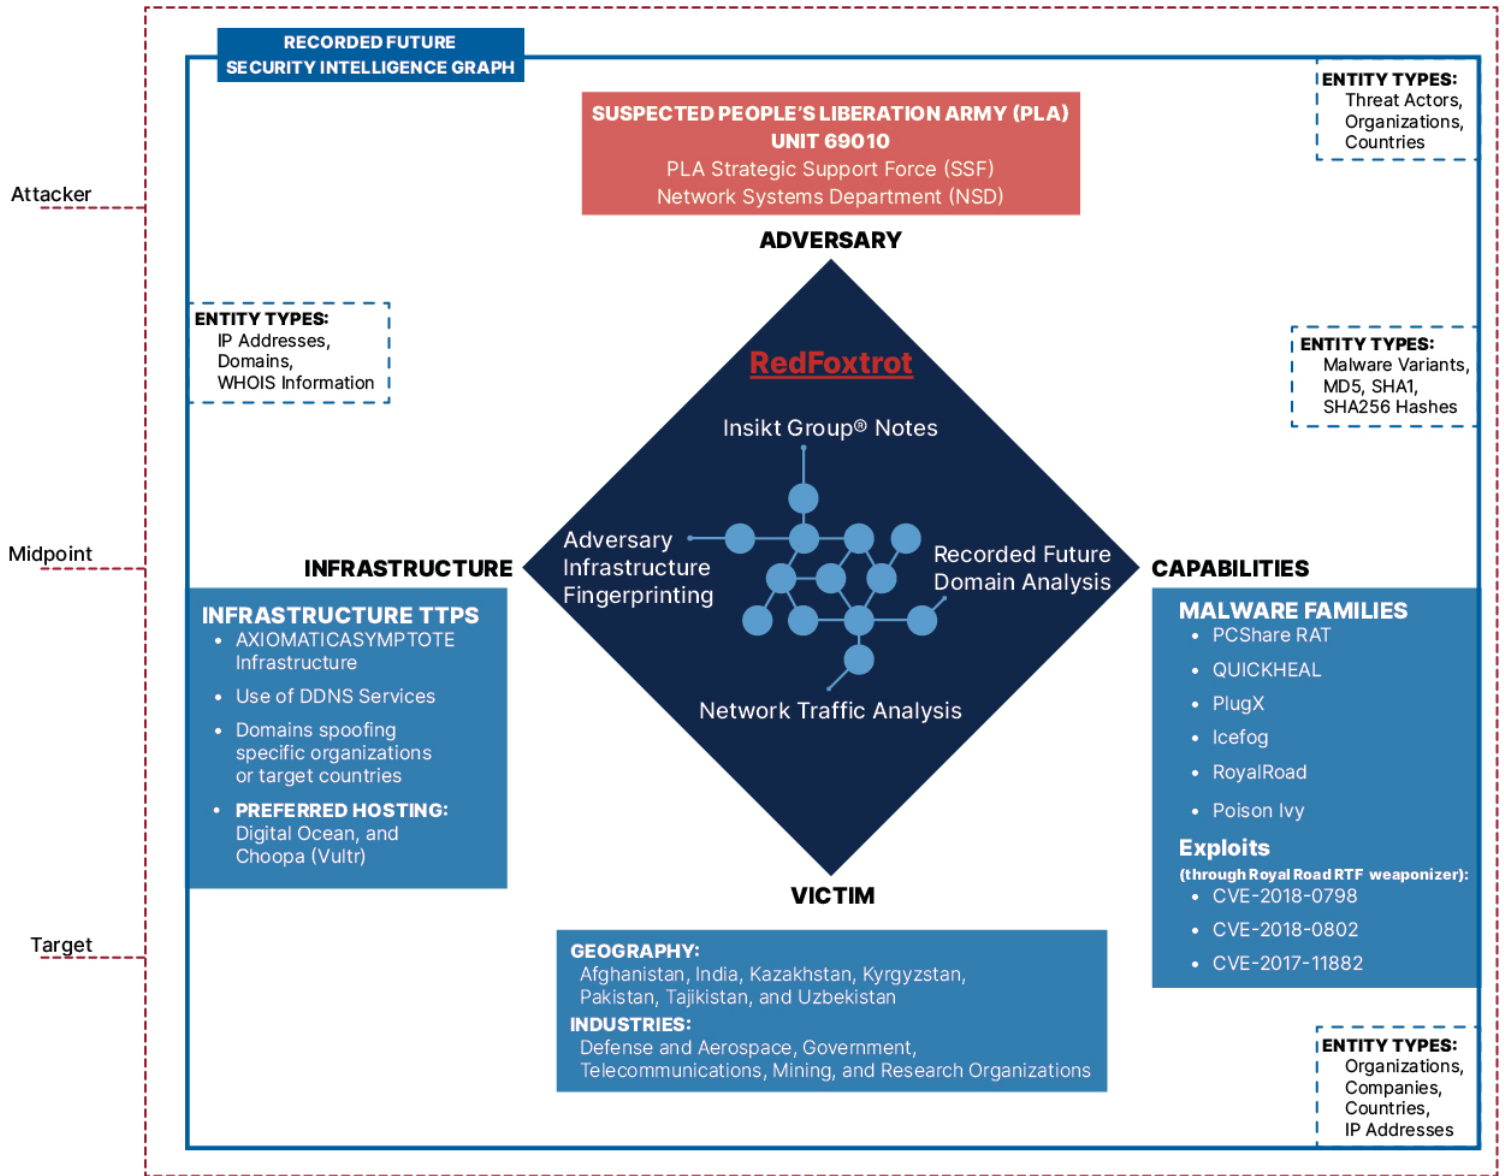 RECORDED FUTURE
SECURITY INTELLIGENCE GRAPH
ENTITY TYPES:
Threat Actors,
Organizations,
Countries
SUSPECTED PEOPLE'S LIBERATION ARMY (PLA)
UNIT 69010
PLA Strategic Support Force (SSF)
Network Systems Department (NSD)
Attacker
ADVERSARY
ENTITY TYPES:
IP Addresses,
Domains,
WHOIS Information
ENTITY TYPES:
Malware Variants,
MD5, SHA1,
SHA256 Hashes
RedFoxtrot
Insikt Group® Notes
Adversary
Infrastructure
Fingerprinting
Recorded Future
Domain Analysis
Network Traffic Analysis
Midpoint
INFRASTRUCTURE
CAPABILITIES
INFRASTRUCTURE TTPS
• AXIOMATICASYMPTOTE
Infrastructure
• Use of DDNS Services
• Domains spoofing
specific organizations
or target countries
• PREFERRED HOSTING:
Digital Ocean, and
Choopa (Vultr)
MALWARE FAMILIES
• PCShare RAT
• QUICKHEAL
• PlugX
• Icefog
• RoyalRoad
• Poison Ivy
Exploits
(through Royal Road RTF weaponizer):
• CVE-2018-0798
• CVE-2018-0802
• CVE-2017-11882
VICTIM
Target
GEOGRAPHY:
Afghanistan, India, Kazakhstan, Kyrgyzstan,
Pakistan, Tajikistan, and Uzbekistan
INDUSTRIES:
Defense and Aerospace, Government,
Telecommunications, Mining, and Research Organizations
ENTITY TYPES:
Organizations,
Companies,
Countries,
IP Addresses